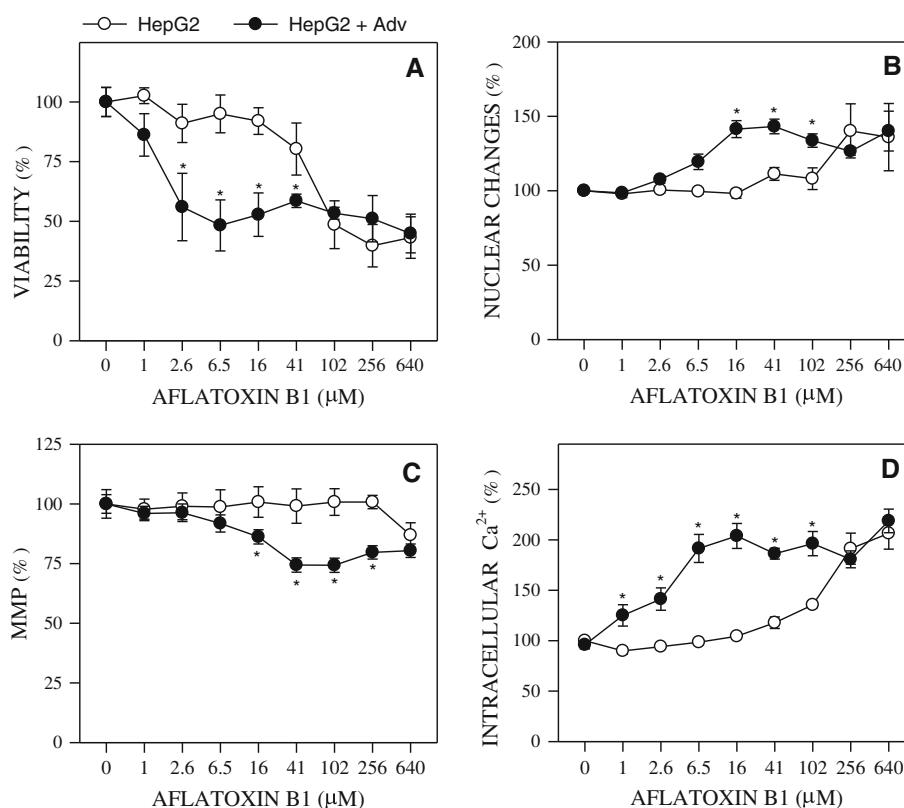 HepG2 HepG2 + Adv
A
VIABILITY (%)
100
75
50
25
0
* * * *
0 1 2.6 6.5 16 41 102 256 640
AFLATOXIN B1 (μM)
B
NUCLEAR CHANGES (%)
200
150
100
50
0
* * *
0 1 2.6 6.5 16 41 102 256 640
AFLATOXIN B1 (μM)
C
MMP (%)
125
100
75
50
25
0
* * * *
0 1 2.6 6.5 16 41 102 256 640
AFLATOXIN B1 (μM)
D
INTRACELLULAR Ca²⁺ (%)
250
200
150
100
50
0
* * * * * *
0 1 2.6 6.5 16 41 102 256 640
AFLATOXIN B1 (μM)